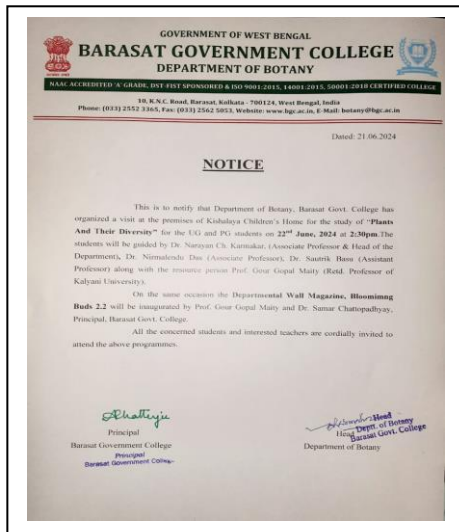 GOVERNMENT OF WEST BENGAL
BARASAT GOVERNMENT COLLEGE
DEPARTMENT OF BOTANY
NAAC ACCREDITED 'A' GRADE, DST-FIST SPONSORED & ISO 9001:2015, 14001:2015, 50001:2018 CERTIFIED COLLEGE
10, K.N.C. Road, Barasat, Kolkata - 700124, West Bengal, India
Phone: (033) 2552 3365, Fax: (033) 2562 5053, Website: www.bgc.ac.in, E-Mail: botany@bgc.ac.in
Dated: 21.06.2024
NOTICE
This is to notify that Department of Botany, Barasat Govt. College has
organized a visit at the premises of Kishalaya Children's Home for the study of "Plants
And Their Diversity" for the UG and PG students on 22nd June, 2024 at 2:30pm.The
students will be guided by Dr. Narayan Ch. Karmakar, (Associate Professor & Head of the
Department), Dr. Nirmalendu Das (Associate Professor), Dr. Sautrik Basu (Assistant
Professor) along with the resource person Prof. Gour Gopal Maity (Retd. Professor of
Kalyani University).
On the same occasion the Departmental Wall Magazine, Bloomimng
Buds 2.2 will be inaugurated by Prof. Gour Gopal Maity and Dr. Samar Chattopadhyay,
Principal, Barasat Govt. College.
All the concerned students and interested teachers are cordially invited to
attend the above programmes.
Principal
Barasat Government College
Principal
Barasat Government College
Head
Department of Botany
Head
Deptt. of Botany
Barasat Govt. College